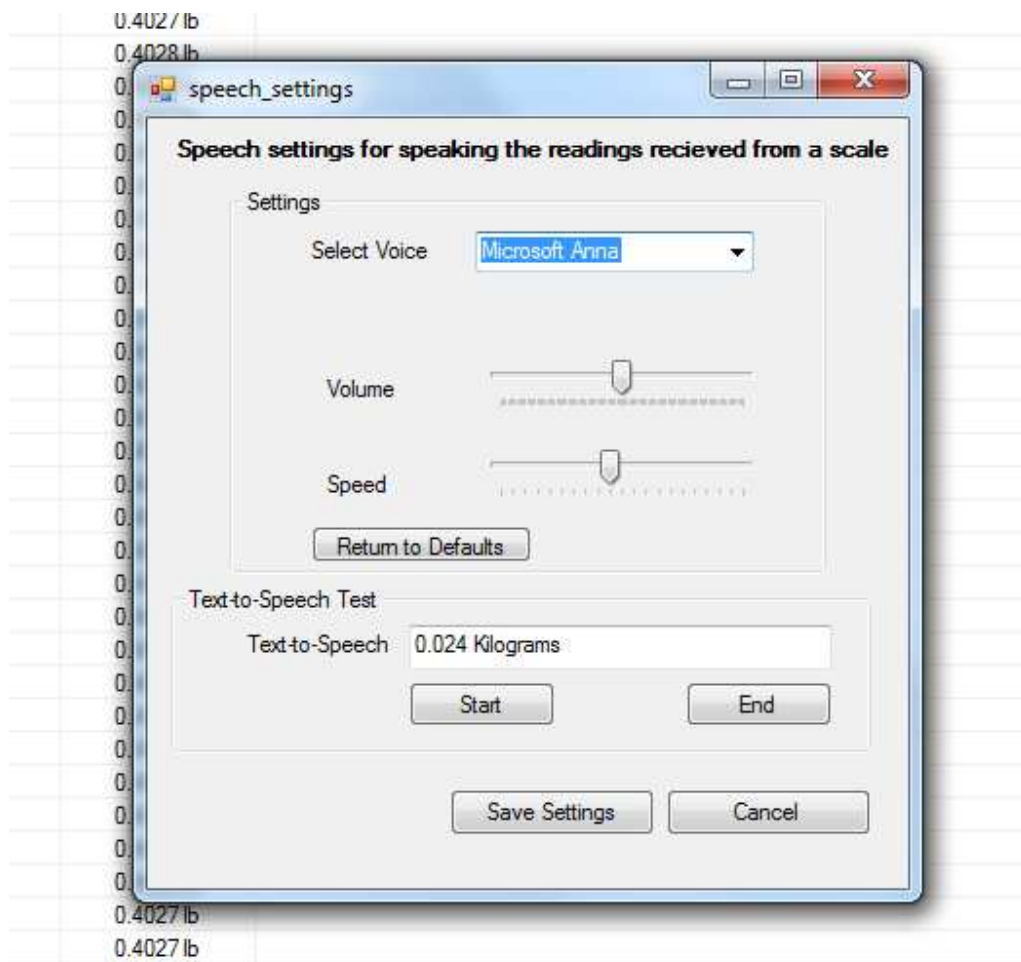 0.4027 lb
0.4028 lb
speech_settings
Speech settings for speaking the readings recieved from a scale
Settings
Select Voice Microsoft Anna
Volume
Speed
Return to Defaults
Text-to-Speech Test
Text-to-Speech 0.024 Kilograms
Start End
Save Settings Cancel
0.4027 lb
0.4027 lb